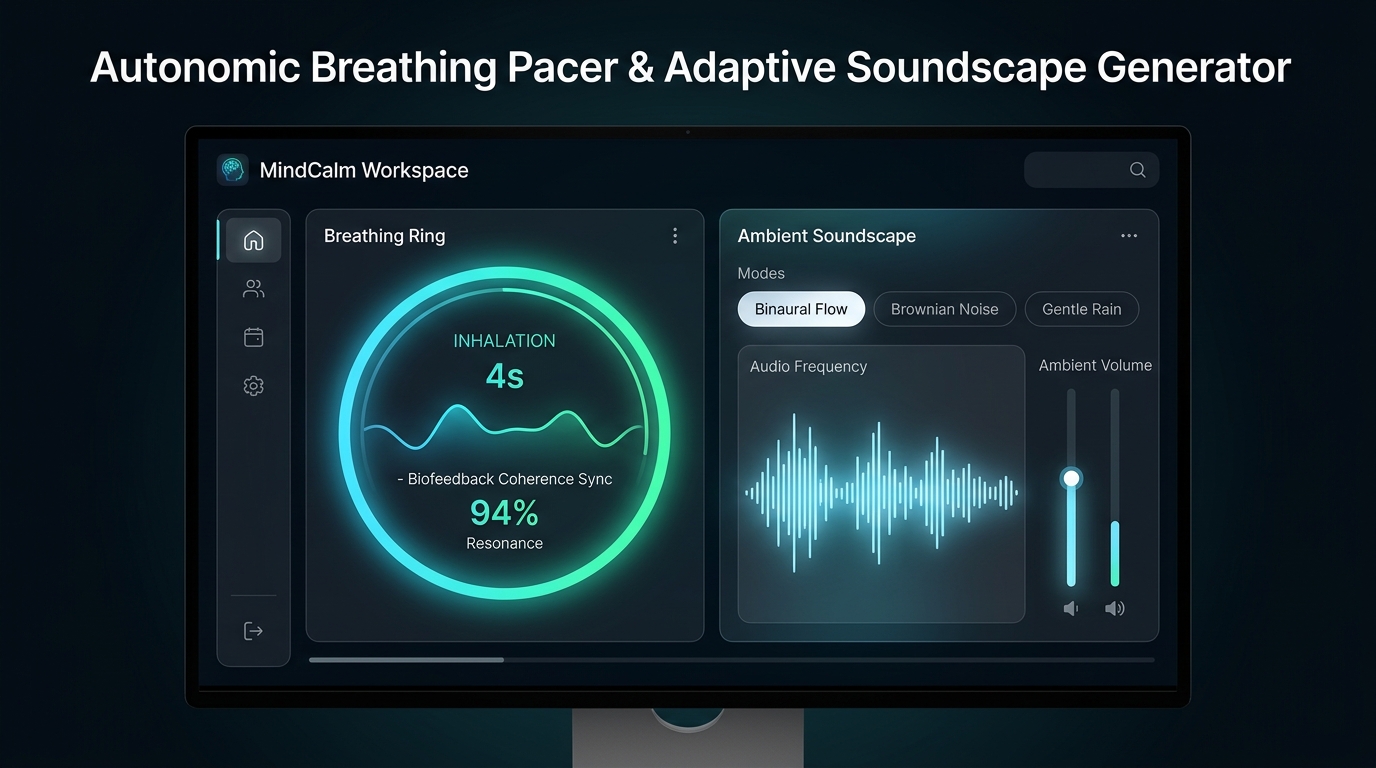 Autonomic Breathing Pacer & Adaptive Soundscape Generator
MindCalm Workspace
Breathing Ring
INHALATION
4s
- Biofeedback Coherence Sync
94%
Resonance
Ambient Soundscape
Modes
Binaural Flow
Brownian Noise
Gentle Rain
Audio Frequency
Ambient Volume